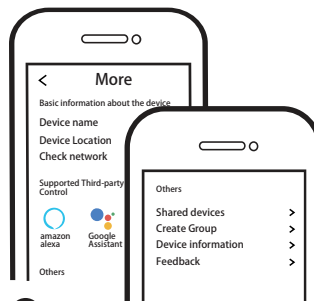 < More
Basic information about the device
Device name
Device Location
Check network
Supported Third-party
Control
amazon
alexa
Google
Assistant
Others
Others
Shared devices >
Create Group >
Device information >
Feedback >